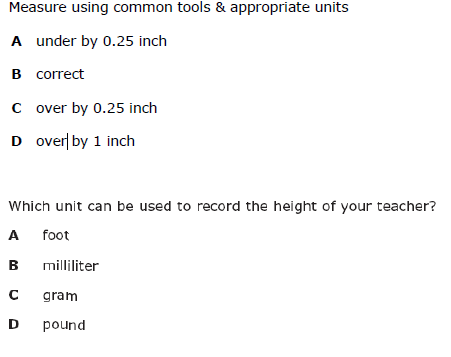 Measure using common tools & appropriate units
A under by 0.25 inch
B correct
C over by 0.25 inch
D over by 1 inch
Which unit can be used to record the height of your teacher?
A foot
B milliliter
C gram
D pound